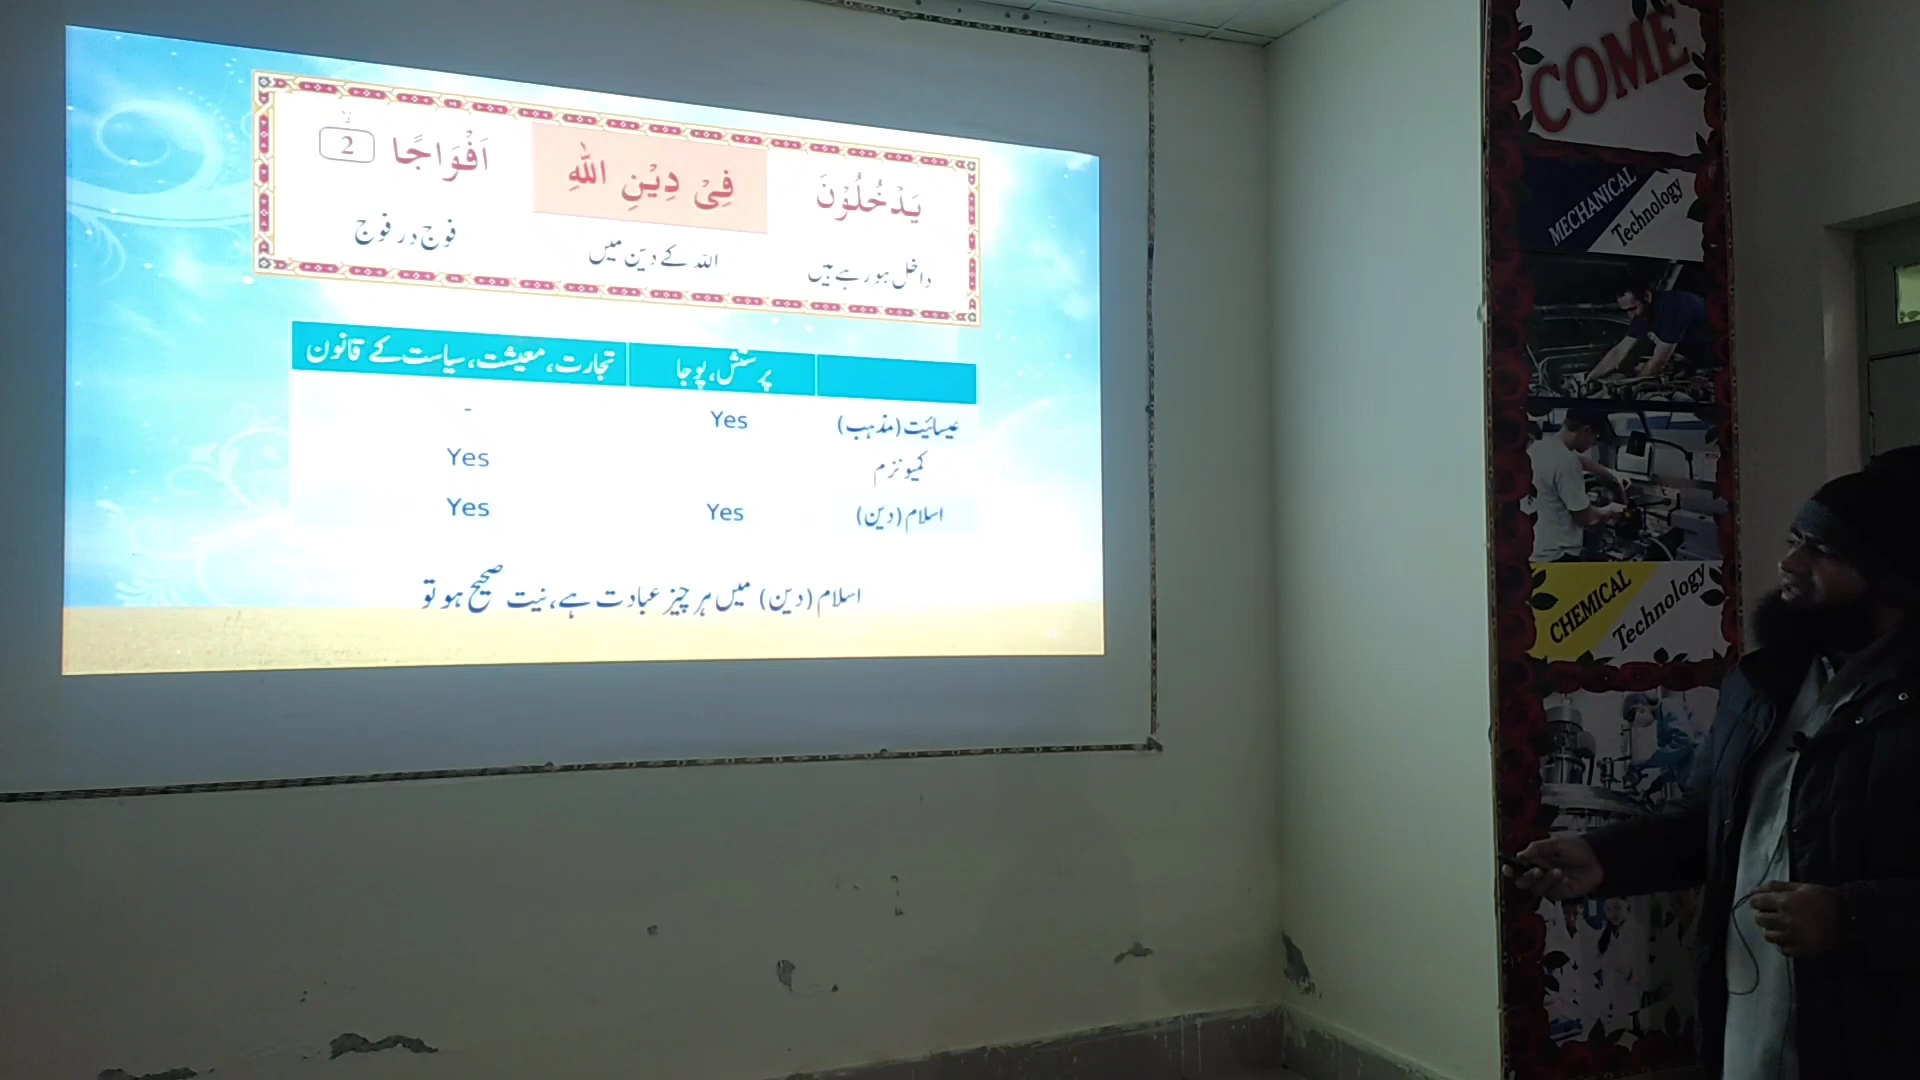 یَدْخُلُوْنَ فِیْ دِیْنِ اللّٰهِ اَفْوَاجًا 2
داخل ہو رہے ہیں اللہ کے دین میں فوج در فوج
پرستش، پوجا تجارت، معیشت، سیاست کے قانون
عیسائیت (مذہب) Yes -
کمیونزم Yes
اسلام (دین) Yes Yes
اسلام (دین) میں ہر چیز عبادت ہے، نیت صحیح ہو تو
COME
MECHANICAL
Technology
CHEMICAL
Technology